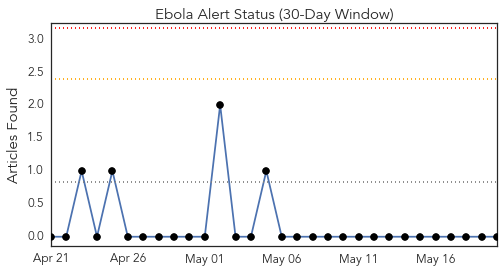 Ebola Alert Status (30-Day Window)
Articles Found
3.0
2.5
2.0
1.5
1.0
0.5
0.0
Apr 21 Apr 26 May 01 May 06 May 11 May 16